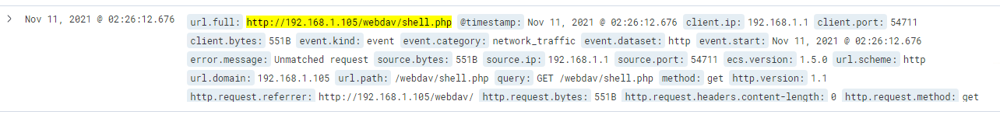 Nov 11, 2021 @ 02:26:12.676 url.full: http://192.168.1.105/webdav/shell.php @timestamp: Nov 11, 2021 @ 02:26:12.676 client.ip: 192.168.1.1 client.port: 54711
client.bytes: 551B event.kind: event event.category: network_traffic event.dataset: http event.start: Nov 11, 2021 @ 02:26:12.676
error.message: Unmatched request source.bytes: 551B source.ip: 192.168.1.1 source.port: 54711 ecs.version: 1.5.0 url.scheme: http
url.domain: 192.168.1.105 url.path: /webdav/shell.php query: GET /webdav/shell.php method: get http.version: 1.1
http.request.referrer: http://192.168.1.105/webdav/ http.request.bytes: 551B http.request.headers.content-length: 0 http.request.method: get